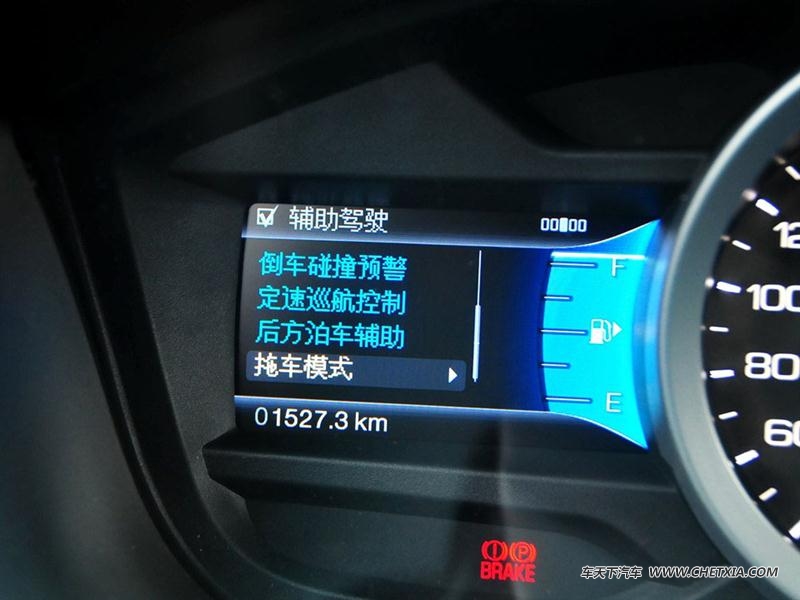 辅助驾驶
倒车碰撞预警
定速巡航控制
后方泊车辅助
拖车模式
01527.3 km
F
E
120
100
80
60
BRAKE
车天下汽车 WWW.CHETXIA.COM